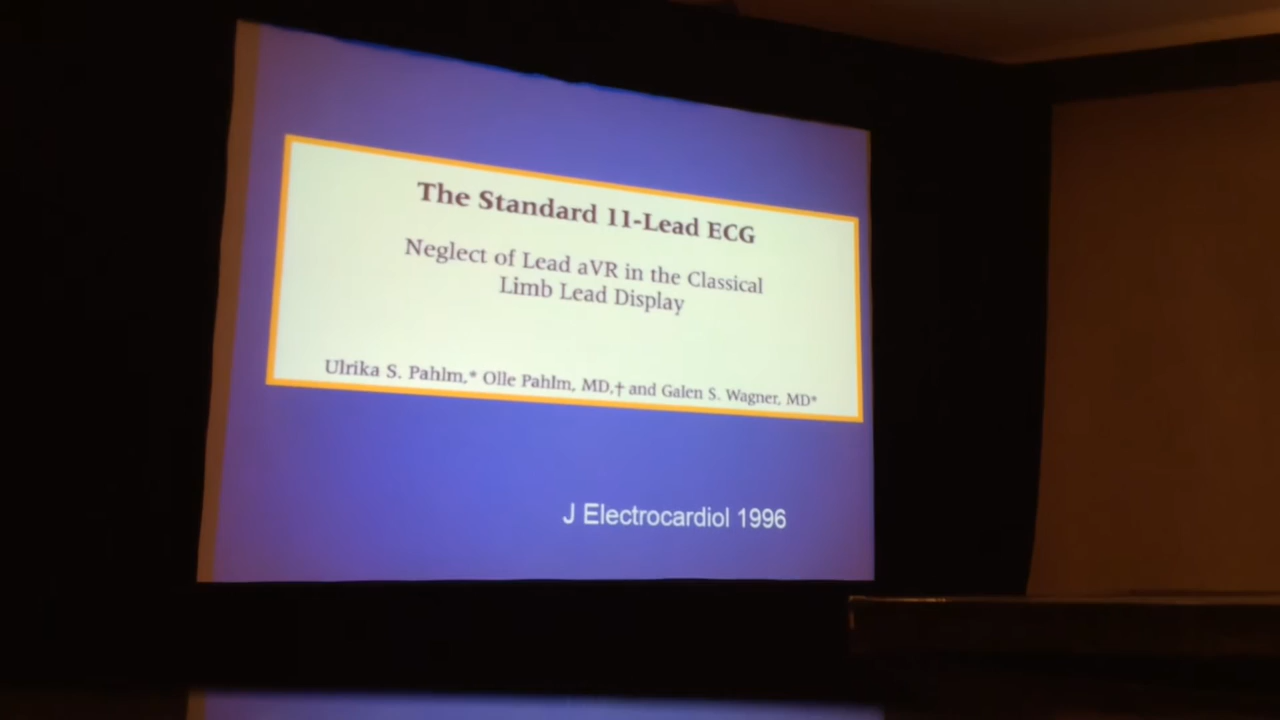 The Standard 11-Lead ECG
Neglect of Lead aVR in the Classical
Limb Lead Display
Ulrika S. Pahlm,* Olle Pahlm, MD,† and Galen S. Wagner, MD*
J Electrocardiol 1996